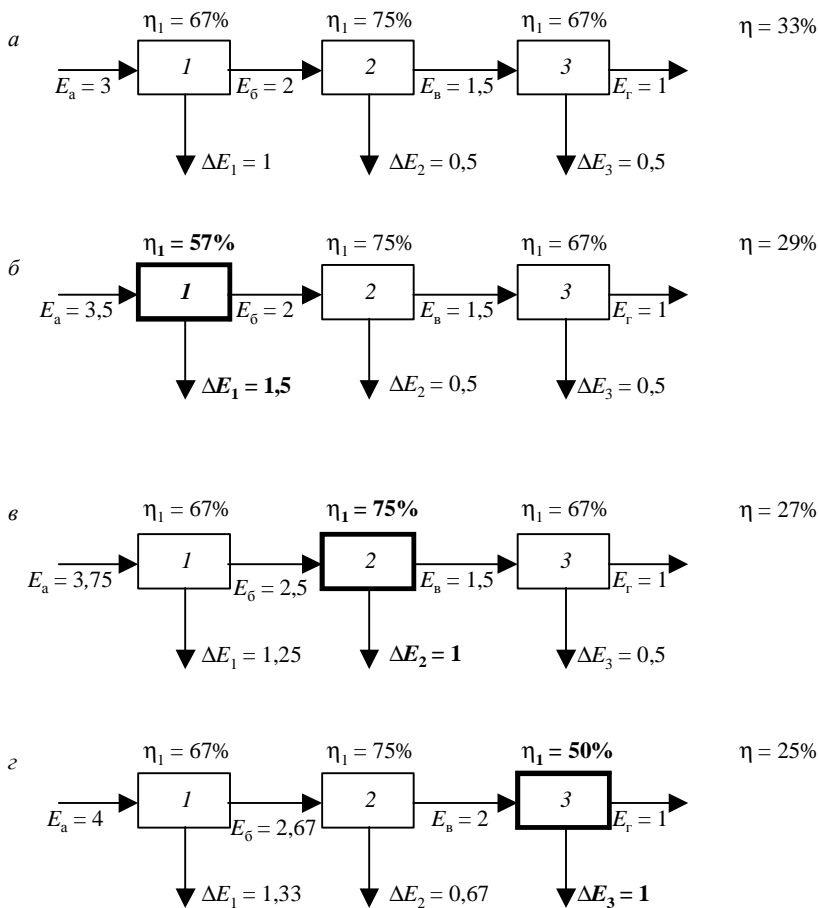 η₁ = 67% η₁ = 75% η₁ = 67% η = 33%
а
1 2 3
Eₐ = 3 E_б = 2 E_в = 1,5 E_г = 1
ΔE₁ = 1 ΔE₂ = 0,5 ΔE₃ = 0,5
η₁ = 57% η₁ = 75% η₁ = 67% η = 29%
б
1 2 3
Eₐ = 3,5 E_б = 2 E_в = 1,5 E_г = 1
ΔE₁ = 1,5 ΔE₂ = 0,5 ΔE₃ = 0,5
η₁ = 67% η₁ = 75% η₁ = 67% η = 27%
в
1 2 3
Eₐ = 3,75 E_б = 2,5 E_в = 1,5 E_г = 1
ΔE₁ = 1,25 ΔE₂ = 1 ΔE₃ = 0,5
η₁ = 67% η₁ = 75% η₁ = 50% η = 25%
г
1 2 3
Eₐ = 4 E_б = 2,67 E_в = 2 E_г = 1
ΔE₁ = 1,33 ΔE₂ = 0,67 ΔE₃ = 1